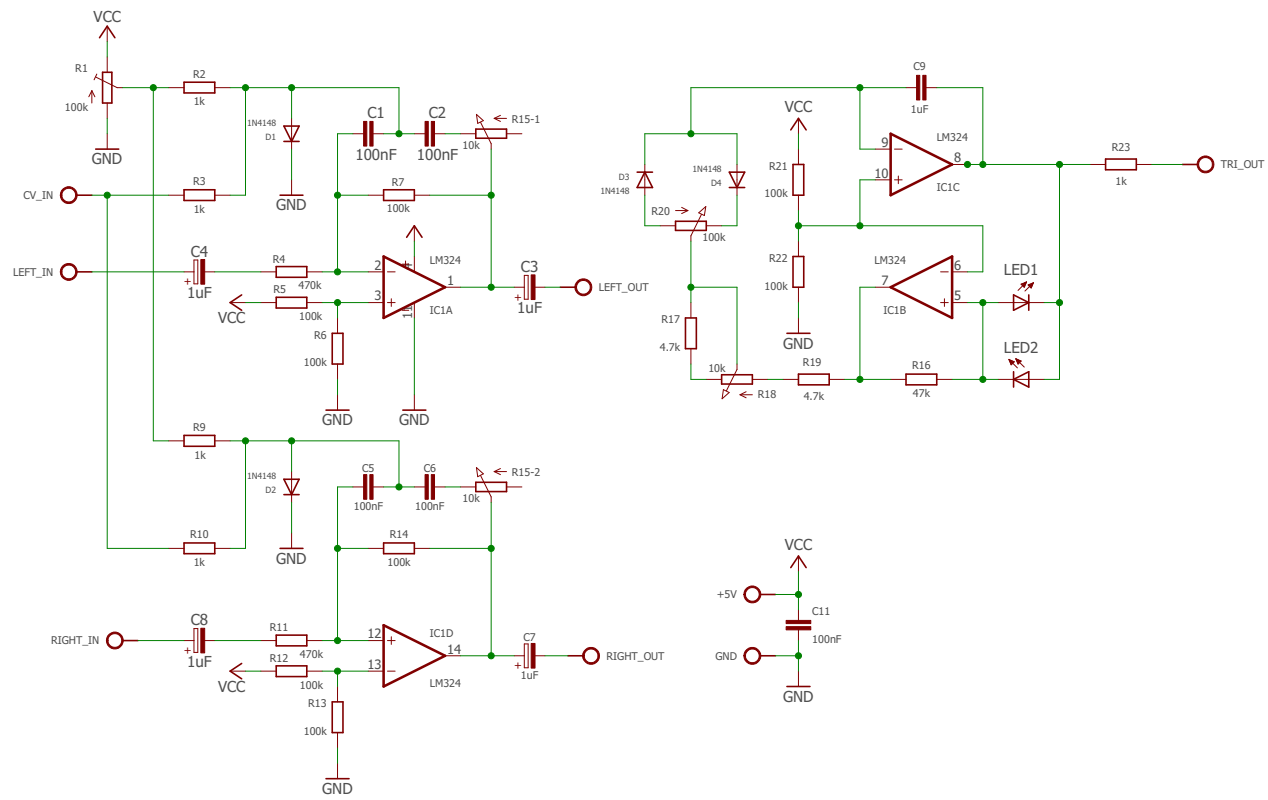 VCC
R1
100k
GND
R2
1k
1N4148
D1
GND
C1
100nF
C2
100nF
R15-1
10k
CV_IN
R3
1k
R7
100k
LEFT_IN
C4
+
1uF
R4
470k
R5
100k
VCC
R6
100k
GND
2
3
4
11
1
LM324
IC1A
GND
C3
+
1uF
LEFT_OUT
R9
1k
1N4148
D2
GND
C5
100nF
C6
100nF
R15-2
10k
R10
1k
R14
100k
RIGHT_IN
C8
+
1uF
R11
470k
R12
100k
VCC
R13
100k
GND
12
13
14
IC1D
LM324
C7
+
1uF
RIGHT_OUT
C9
1uF
VCC
R21
100k
R22
100k
GND
9
10
8
LM324
IC1C
R23
1k
TRI_OUT
D3
1N4148
1N4148
D4
R20
100k
LM324
7
6
5
IC1B
LED1
LED2
R17
4.7k
10k
R18
R19
4.7k
R16
47k
VCC
+5V
C11
100nF
GND
GND